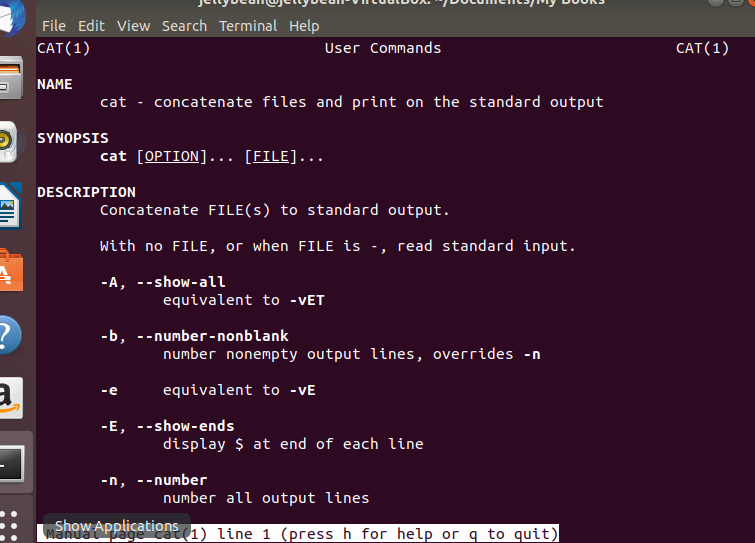 jellybean@jellybean-VirtualBox: ~/Documents/My Books
File Edit View Search Terminal Help
CAT(1) User Commands CAT(1)
NAME
cat - concatenate files and print on the standard output
SYNOPSIS
cat [OPTION]... [FILE]...
DESCRIPTION
Concatenate FILE(s) to standard output.
With no FILE, or when FILE is -, read standard input.
-A, --show-all
equivalent to -vET
-b, --number-nonblank
number nonempty output lines, overrides -n
-e equivalent to -vE
-E, --show-ends
display $ at end of each line
-n, --number
number all output lines
Show Applications
Manual page cat(1) line 1 (press h for help or q to quit)